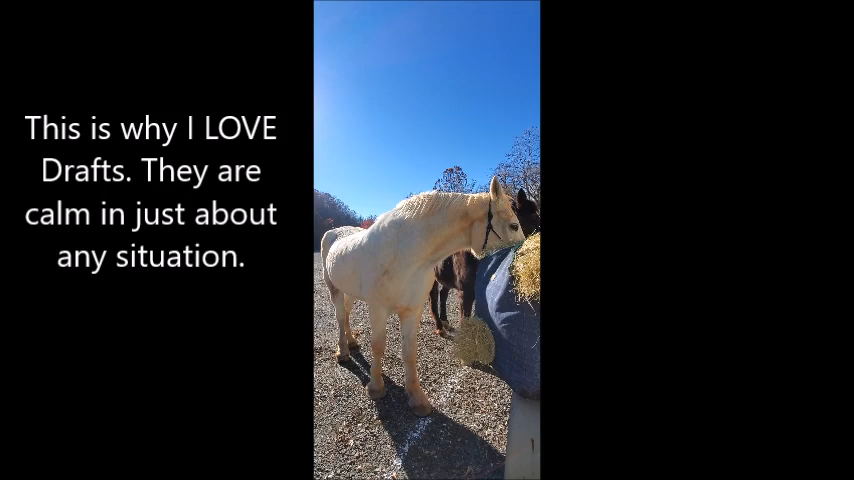 This is why I LOVE
Drafts. They are
calm in just about
any situation.